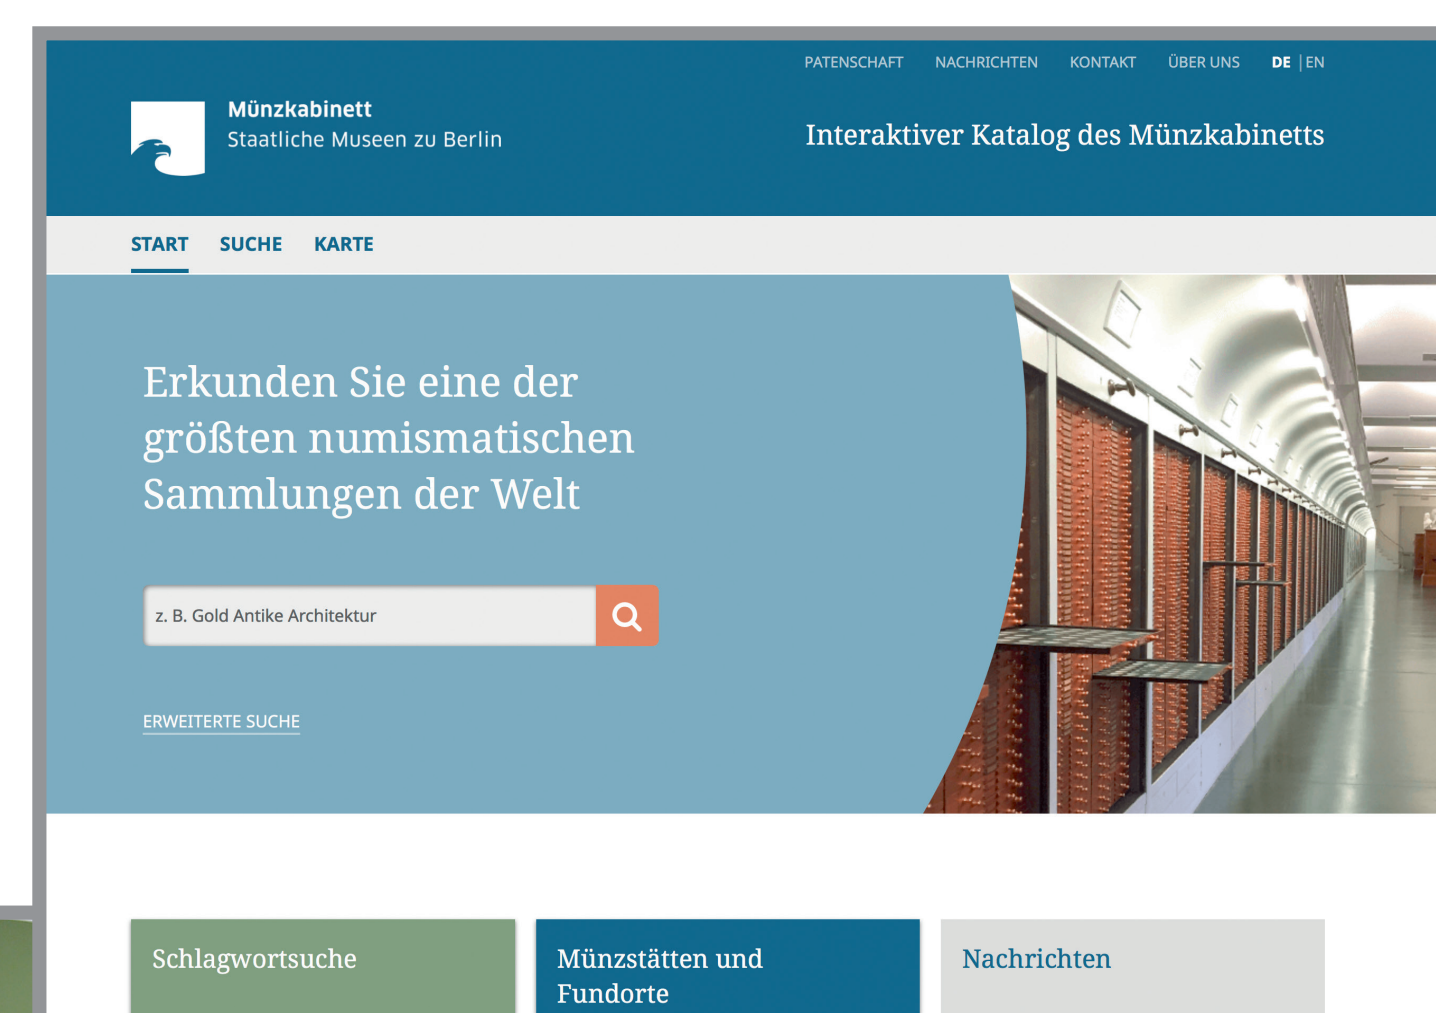 PATENSCHAFT NACHRICHTEN KONTAKT ÜBER UNS DE | EN
Münzkabinett
Staatliche Museen zu Berlin
Interaktiver Katalog des Münzkabinetts
START SUCHE KARTE
Erkunden Sie eine der
größten numismatischen
Sammlungen der Welt
z. B. Gold Antike Architektur
ERWEITERTE SUCHE
Schlagwortsuche
Münzstätten und
Fundorte
Nachrichten